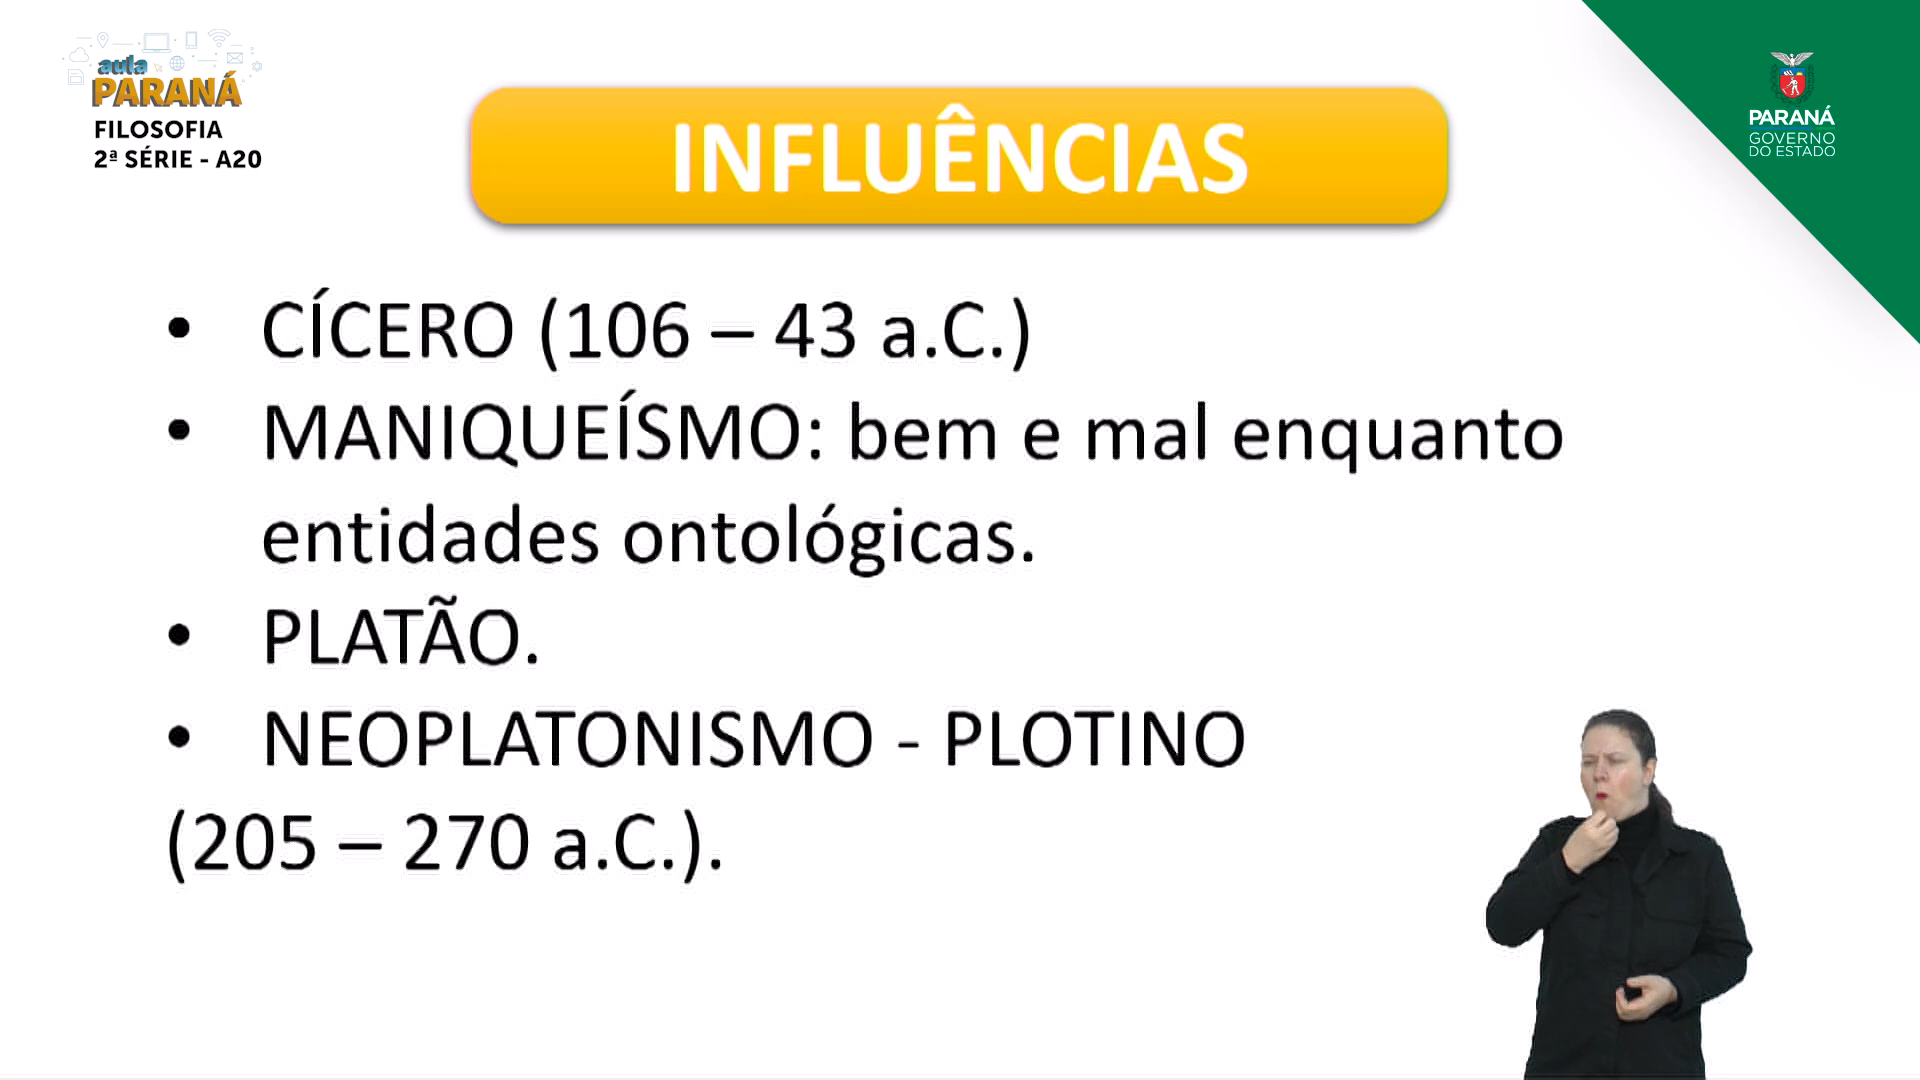 aula
PARANÁ
FILOSOFIA
2ª SÉRIE - A20
INFLUÊNCIAS
PARANÁ
GOVERNO
DO ESTADO
• CÍCERO (106 – 43 a.C.)
• MANIQUEÍSMO: bem e mal enquanto
entidades ontológicas.
• PLATÃO.
• NEOPLATONISMO - PLOTINO
(205 – 270 a.C.).